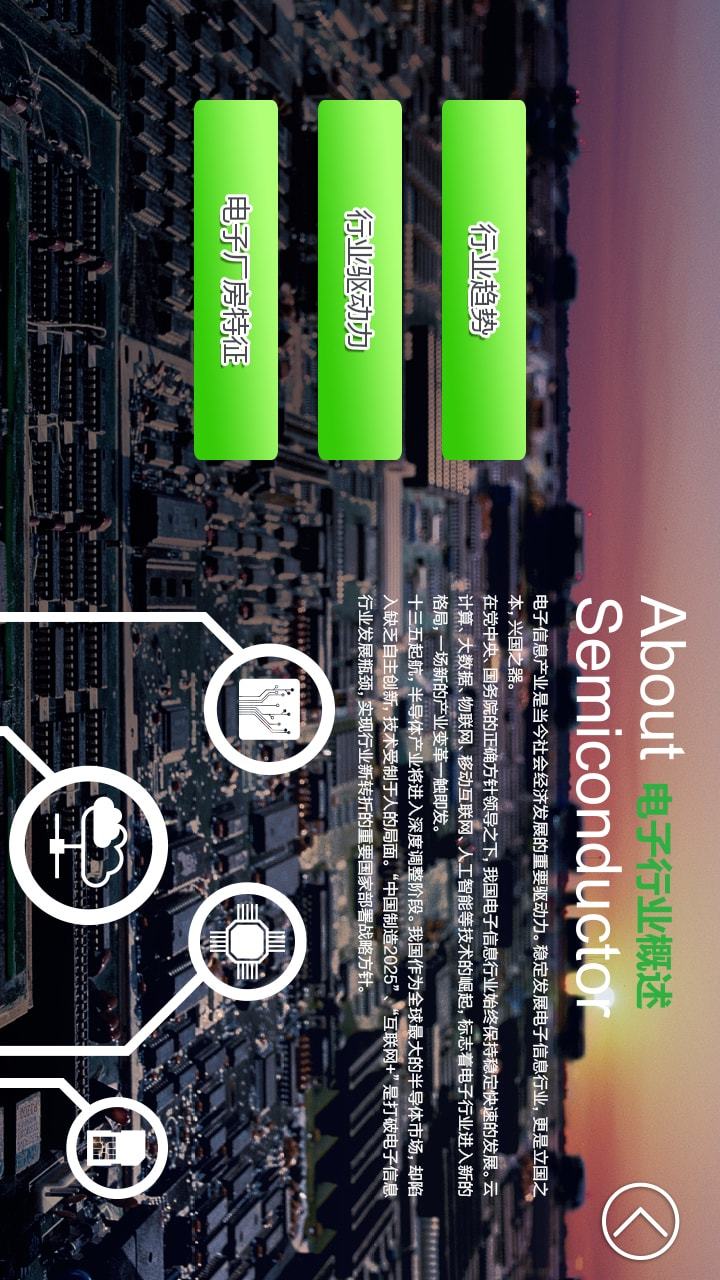 About 电子行业概述
Semiconductor
电子信息产业是当今社会经济发展的重要驱动力。稳定发展电子信息行业，更是立国之
本，兴国之器。
在党中央、国务院的正确方针领导之下，我国电子信息行业始终保持稳定快速的发展。云
计算、大数据、物联网、移动互联网、人工智能等技术的崛起，标志着电子行业进入新的
格局，一场新的产业变革一触即发。
十三五起航，半导体产业将进入深度调整阶段。我国作为全球最大的半导体市场，却陷
入缺乏自主创新，技术受制于人的局面。“中国制造2025”、“互联网+”是打破电子信息
行业发展瓶颈，实现行业新转折的重要国家部署战略方针。
行业趋势
行业驱动力
电子厂房特征